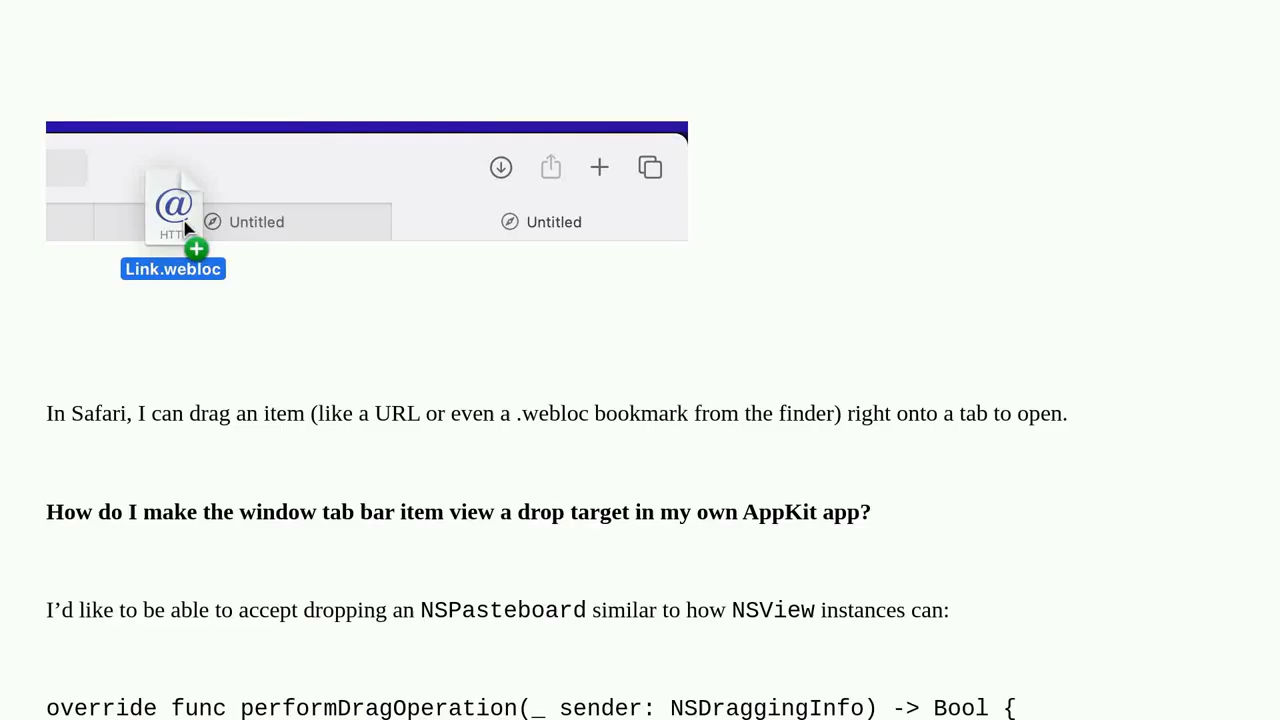 @
HTT
Untitled
Untitled
Link.webloc
In Safari, I can drag an item (like a URL or even a .webloc bookmark from the finder) right onto a tab to open.
How do I make the window tab bar item view a drop target in my own AppKit app?
I’d like to be able to accept dropping an NSPasteboard similar to how NSView instances can:
override func performDragOperation(_ sender: NSDraggingInfo) -> Bool {